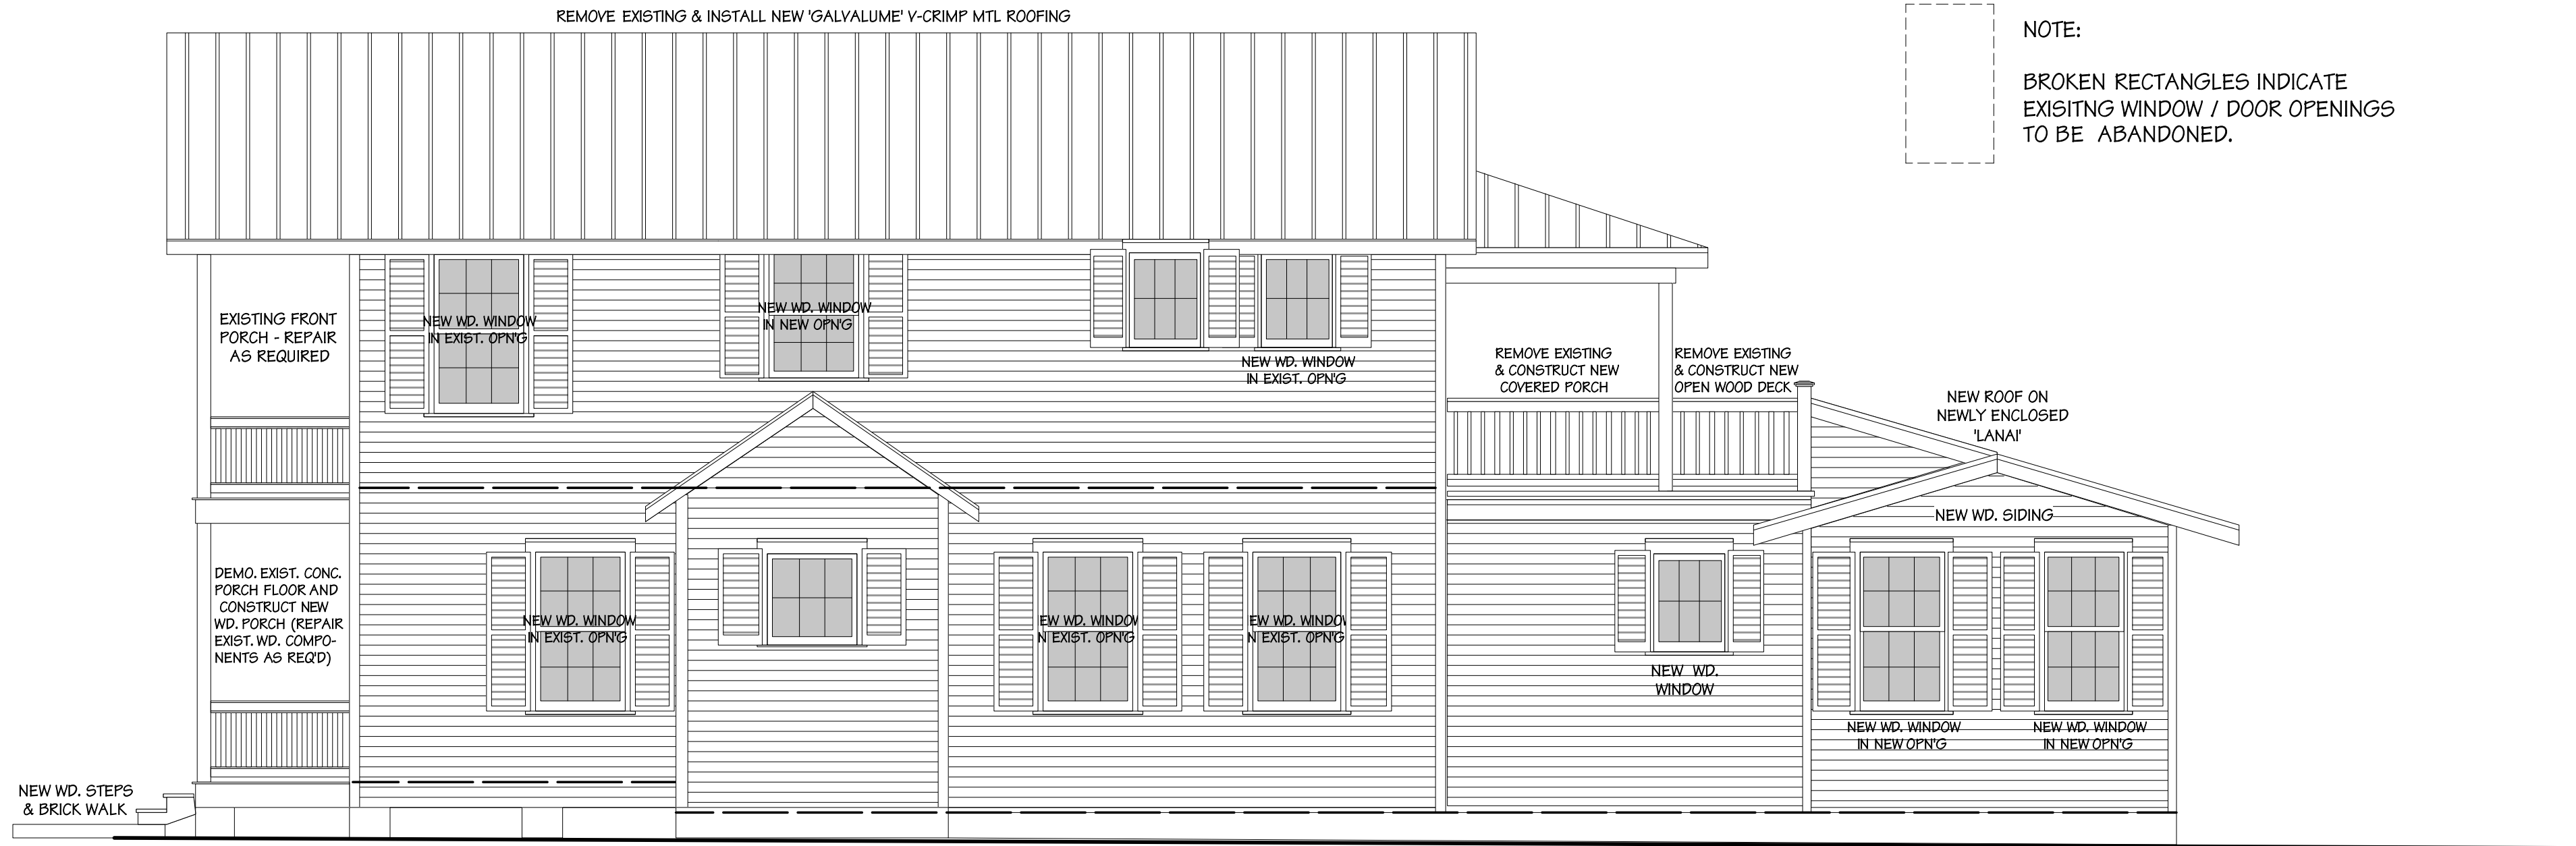 REMOVE EXISTING & INSTALL NEW 'GALVALUME' V-CRIMP MTL ROOFING
NOTE:
BROKEN RECTANGLES INDICATE
EXISITNG WINDOW / DOOR OPENINGS
TO BE ABANDONED.
EXISTING FRONT
PORCH - REPAIR
AS REQUIRED
NEW WD. WINDOW
IN EXIST. OPN'G
NEW WD. WINDOW
IN NEW OPN'G
NEW WD. WINDOW
IN EXIST. OPN'G
REMOVE EXISTING
& CONSTRUCT NEW
COVERED PORCH
REMOVE EXISTING
& CONSTRUCT NEW
OPEN WOOD DECK
NEW ROOF ON
NEWLY ENCLOSED
'LANAI'
NEW WD. SIDING
DEMO. EXIST. CONC.
PORCH FLOOR AND
CONSTRUCT NEW
WD. PORCH (REPAIR
EXIST. WD. COMPO-
NENTS AS REQ'D)
NEW WD. WINDOW
IN EXIST. OPN'G
EW WD. WINDOW
N EXIST. OPN'G
EW WD. WINDOW
N EXIST. OPN'G
NEW WD.
WINDOW
NEW WD. WINDOW
IN NEW OPN'G
NEW WD. WINDOW
IN NEW OPN'G
NEW WD. STEPS
& BRICK WALK